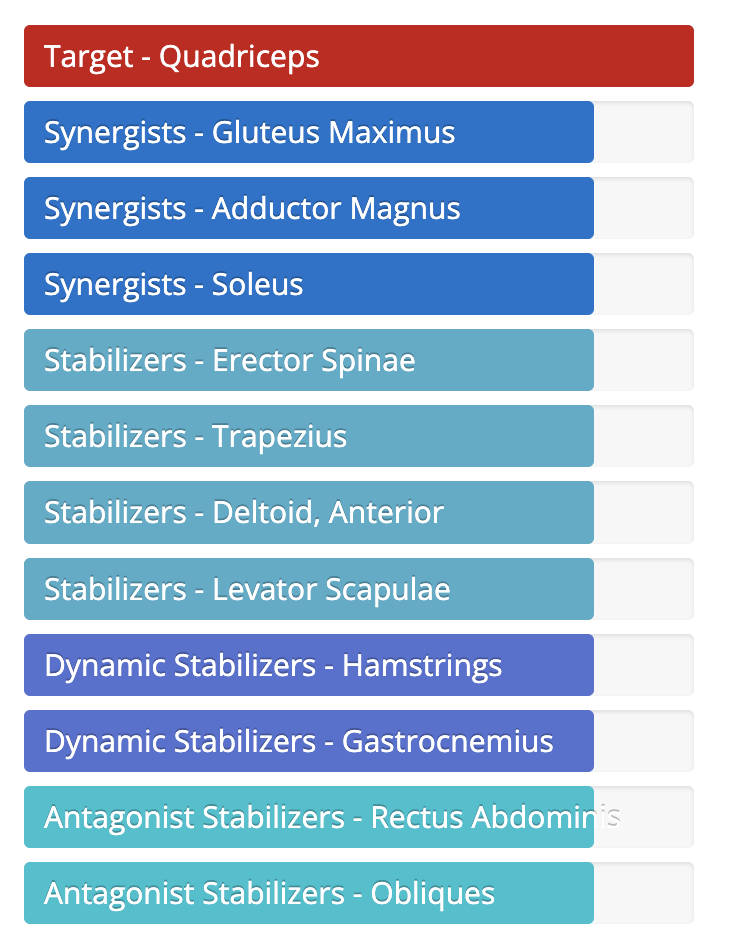 Target - Quadriceps
Synergists - Gluteus Maximus
Synergists - Adductor Magnus
Synergists - Soleus
Stabilizers - Erector Spinae
Stabilizers - Trapezius
Stabilizers - Deltoid, Anterior
Stabilizers - Levator Scapulae
Dynamic Stabilizers - Hamstrings
Dynamic Stabilizers - Gastrocnemius
Antagonist Stabilizers - Rectus Abdominis
Antagonist Stabilizers - Obliques